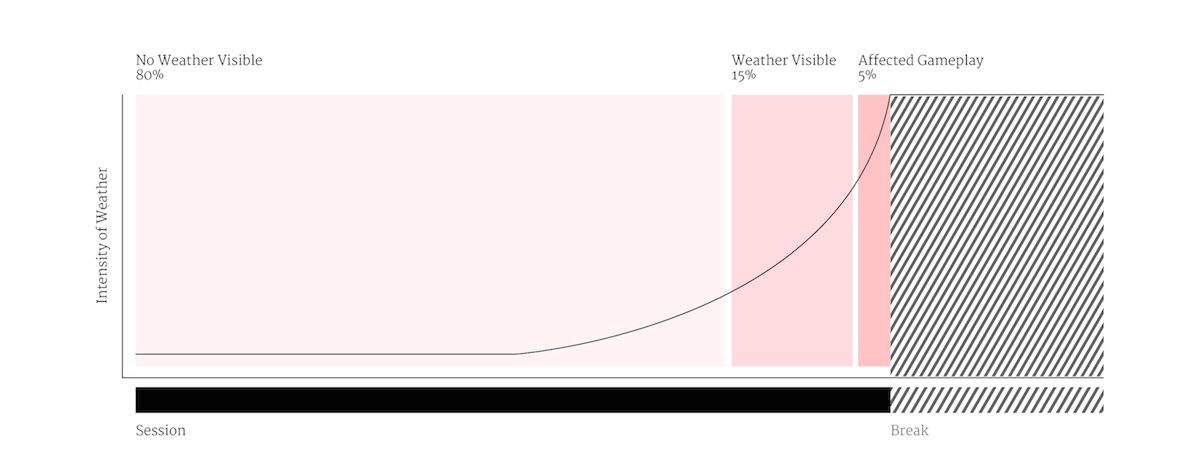 No Weather Visible
80%
Weather Visible
15%
Affected Gameplay
5%
Intensity of Weather
Session
Break